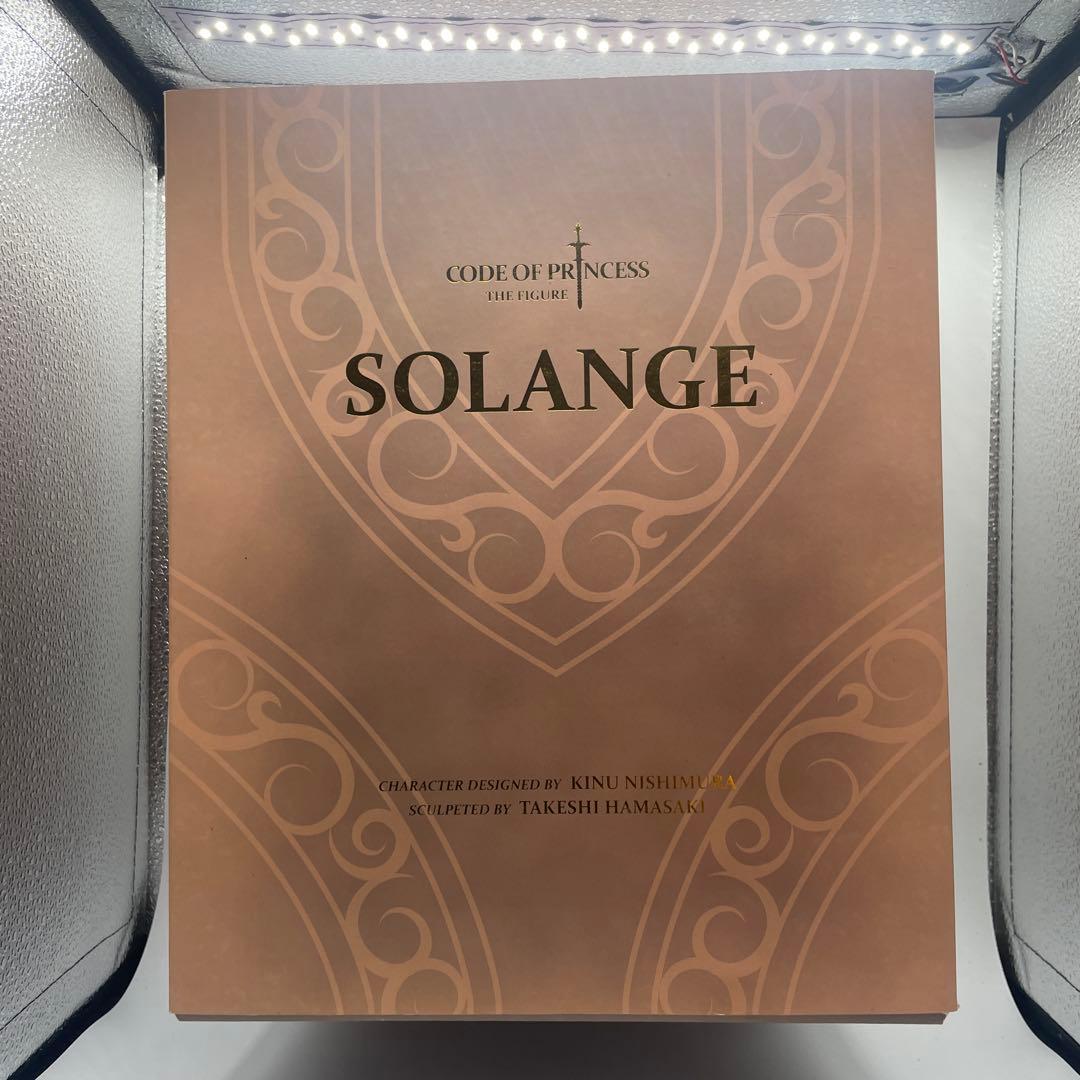 CODE OF PRINCESS
THE FIGURE
SOLANGE
CHARACTER DESIGNED BY KINU NISHIMURA
SCULPETED BY TAKESHI HAMASAKI